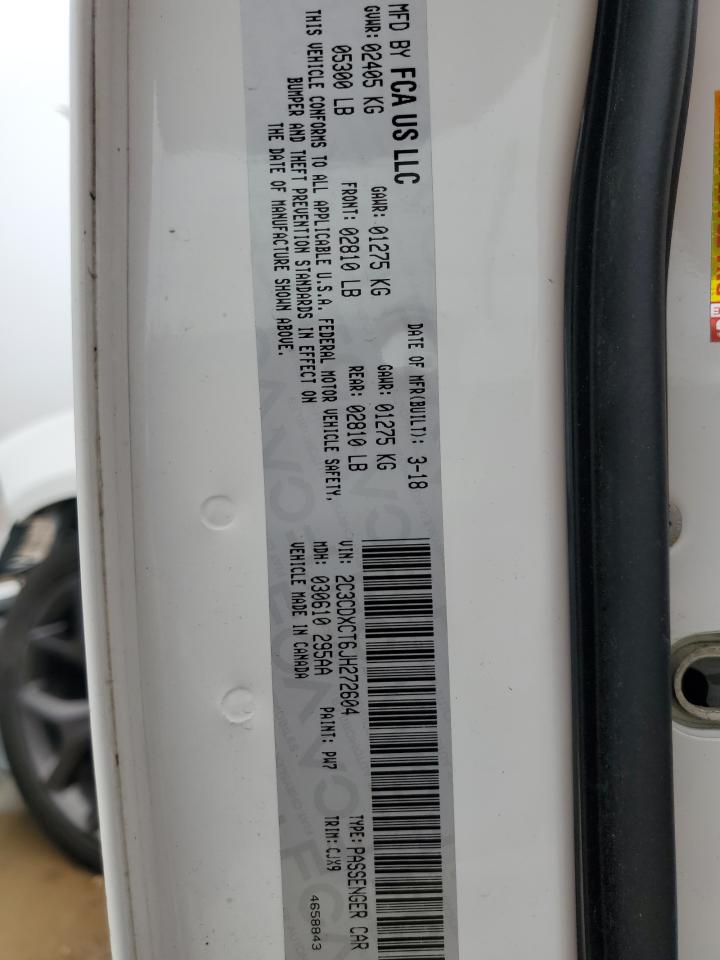 MFD BY FCA US LLC
DATE OF MFR(BUILT): 3-18
GVWR: 02405 KG
GAWR: 01275 KG
GAWR: 01275 KG
05300 LB
FRONT: 02810 LB
REAR: 02810 LB
THIS VEHICLE CONFORMS TO ALL APPLICABLE U.S.A. FEDERAL MOTOR VEHICLE SAFETY,
BUMPER AND THEFT PREVENTION STANDARDS IN EFFECT ON
THE DATE OF MANUFACTURE SHOWN ABOVE.
VIN: 2C3CDXCT6JH272604
TYPE: PASSENGER CAR
MDH: 030610 295AA
PAINT: PW7
TRIM: CJX9
VEHICLE MADE IN CANADA
4658843